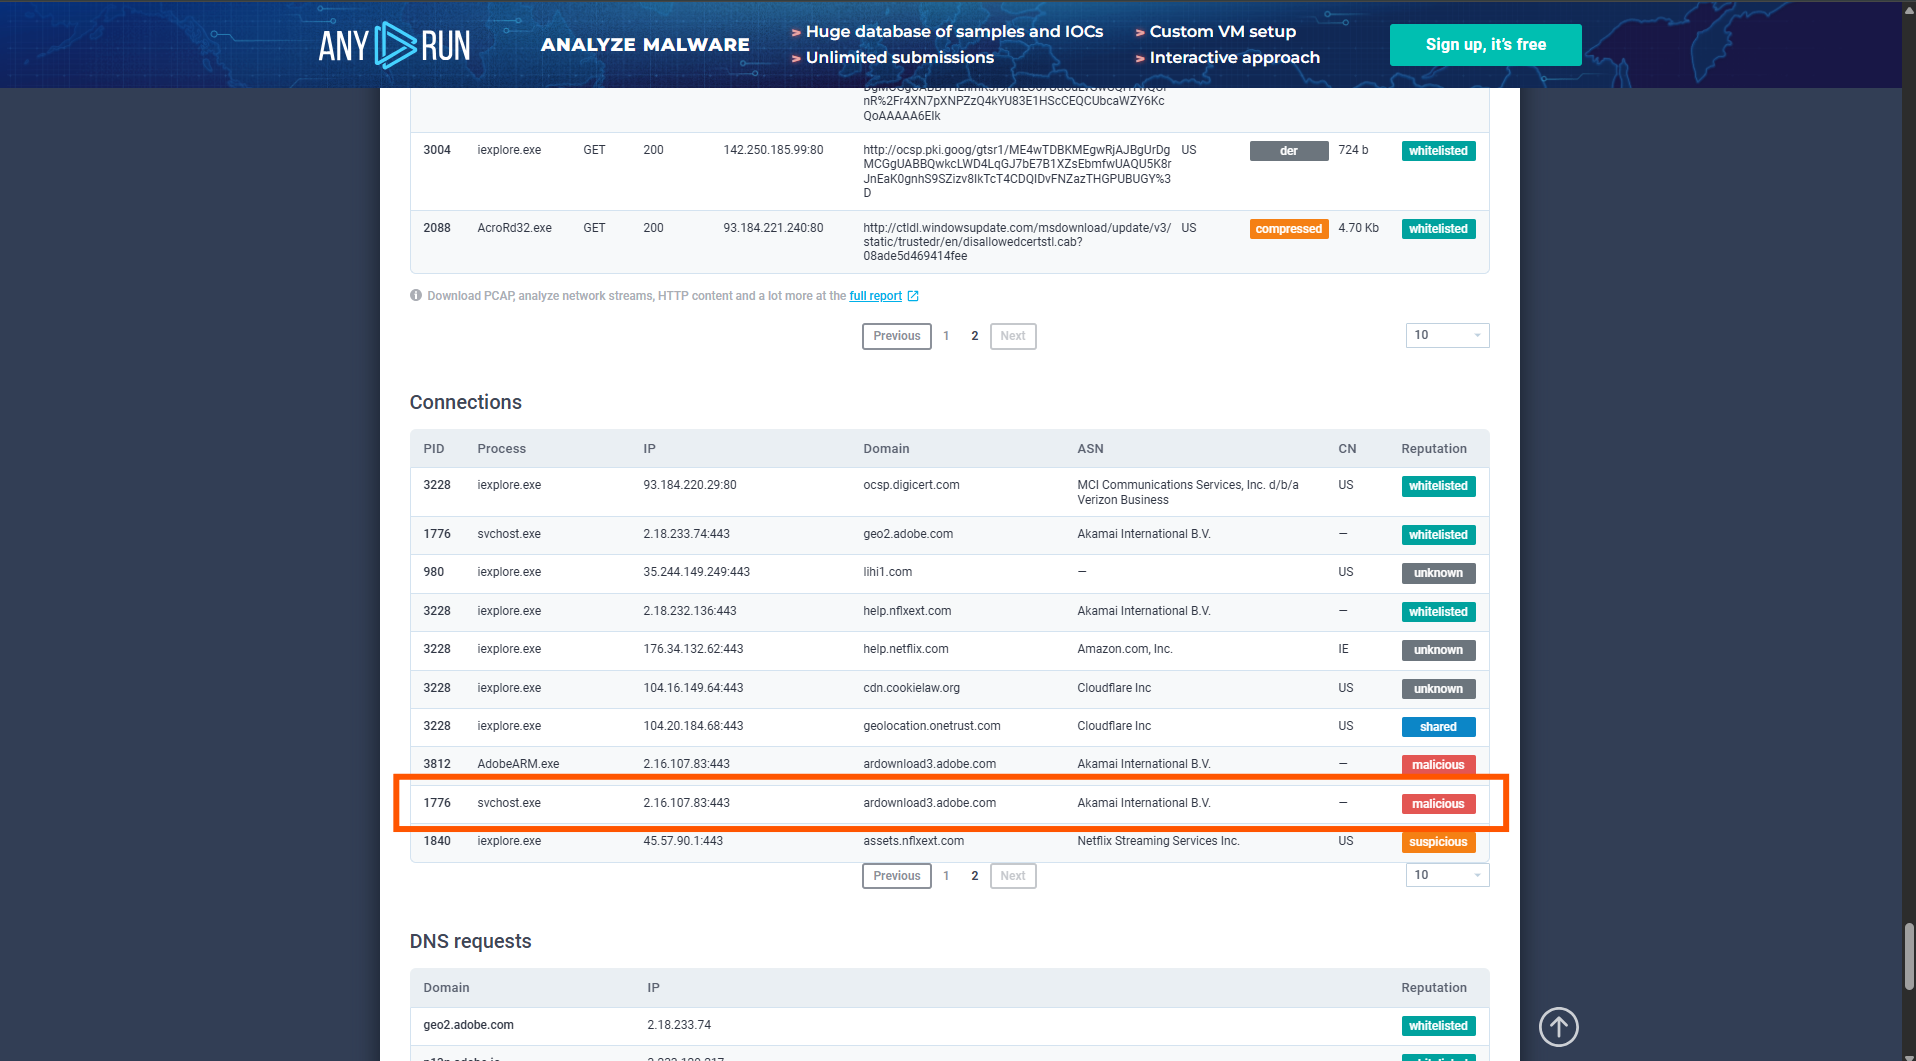 ANY RUN
ANALYZE MALWARE
> Huge database of samples and IOCs
> Unlimited submissions
> Custom VM setup
> Interactive approach
Sign up, it's free
nR%2Fr4XN7pXNPZzQ4kYU83E1HScCEQCUbcaWZY6Kc
QoAAAAA6Elk
3004 iexplore.exe GET 200 142.250.185.99:80 http://ocsp.pki.goog/gtsr1/ME4wTDBKMEgwRjAJBgUrDg US der 724 b whitelisted
MCGgUABBQwkcLWD4LqGJ7bE7B1XZsEbmfwUAQU5K8r
JnEaK0gnhS9SZizv8IkTcT4CDQIDvFNZazTHGPUBUGY%3
D
2088 AcroRd32.exe GET 200 93.184.221.240:80 http://ctldl.windowsupdate.com/msdownload/update/v3/ US compressed 4.70 Kb whitelisted
static/trustedr/en/disallowedcertstl.cab?
08ade5d469414fee
Download PCAP, analyze network streams, HTTP content and a lot more at the full report
Previous 1 2 Next 10
Connections
PID Process IP Domain ASN CN Reputation
3228 iexplore.exe 93.184.220.29:80 ocsp.digicert.com MCI Communications Services, Inc. d/b/a US whitelisted
Verizon Business
1776 svchost.exe 2.18.233.74:443 geo2.adobe.com Akamai International B.V. — whitelisted
980 iexplore.exe 35.244.149.249:443 lihi1.com — US unknown
3228 iexplore.exe 2.18.232.136:443 help.nflxext.com Akamai International B.V. — whitelisted
3228 iexplore.exe 176.34.132.62:443 help.netflix.com Amazon.com, Inc. IE unknown
3228 iexplore.exe 104.16.149.64:443 cdn.cookielaw.org Cloudflare Inc US unknown
3228 iexplore.exe 104.20.184.68:443 geolocation.onetrust.com Cloudflare Inc US shared
3812 AdobeARM.exe 2.16.107.83:443 ardownload3.adobe.com Akamai International B.V. — malicious
1776 svchost.exe 2.16.107.83:443 ardownload3.adobe.com Akamai International B.V. — malicious
1840 iexplore.exe 45.57.90.1:443 assets.nflxext.com Netflix Streaming Services Inc. US suspicious
Previous 1 2 Next 10
DNS requests
Domain IP Reputation
geo2.adobe.com 2.18.233.74 whitelisted